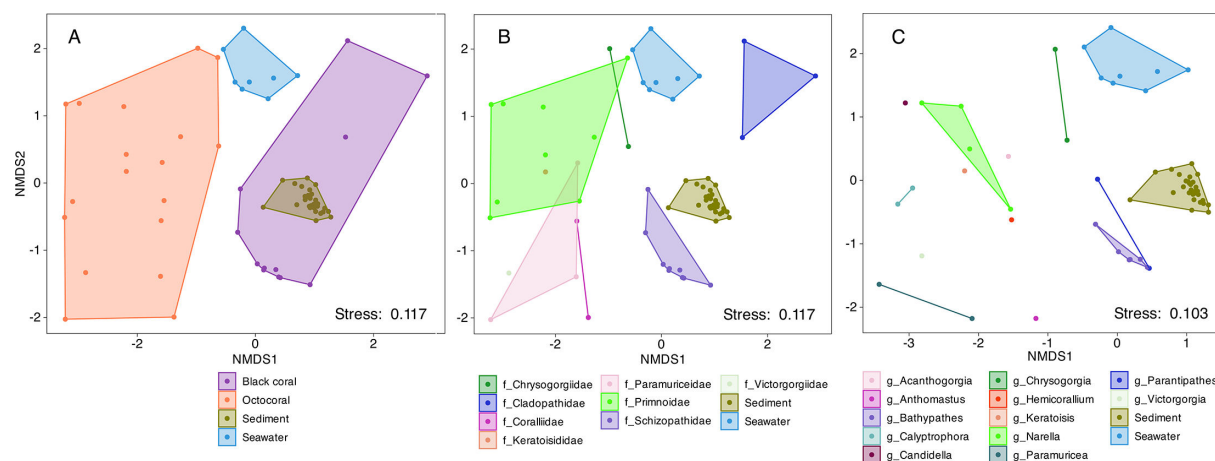 A
B
C
NMDS2
2
1
0
-1
-2
2
1
0
-1
-2
2
1
0
-1
-2
Stress: 0.117
Stress: 0.117
Stress: 0.103
-2
0
2
-2
0
2
-3
-2
-1
0
1
NMDS1
NMDS1
NMDS1
Black coral
Octocoral
Sediment
Seawater
f_Chrysogorgiidae
f_Cladopathidae
f_Coralliidae
f_Keratoisididae
f_Paramuriceidae
f_Primnoidae
f_Schizopathidae
f_Victorgorgiidae
Sediment
Seawater
g_Acanthogorgia
g_Anthomastus
g_Bathypathes
g_Calyptrophora
g_Candidella
g_Chrysogorgia
g_Hemicorallium
g_Keratoisis
g_Narella
g_Paramuricea
g_Parantipathes
g_Victorgorgia
Sediment
Seawater